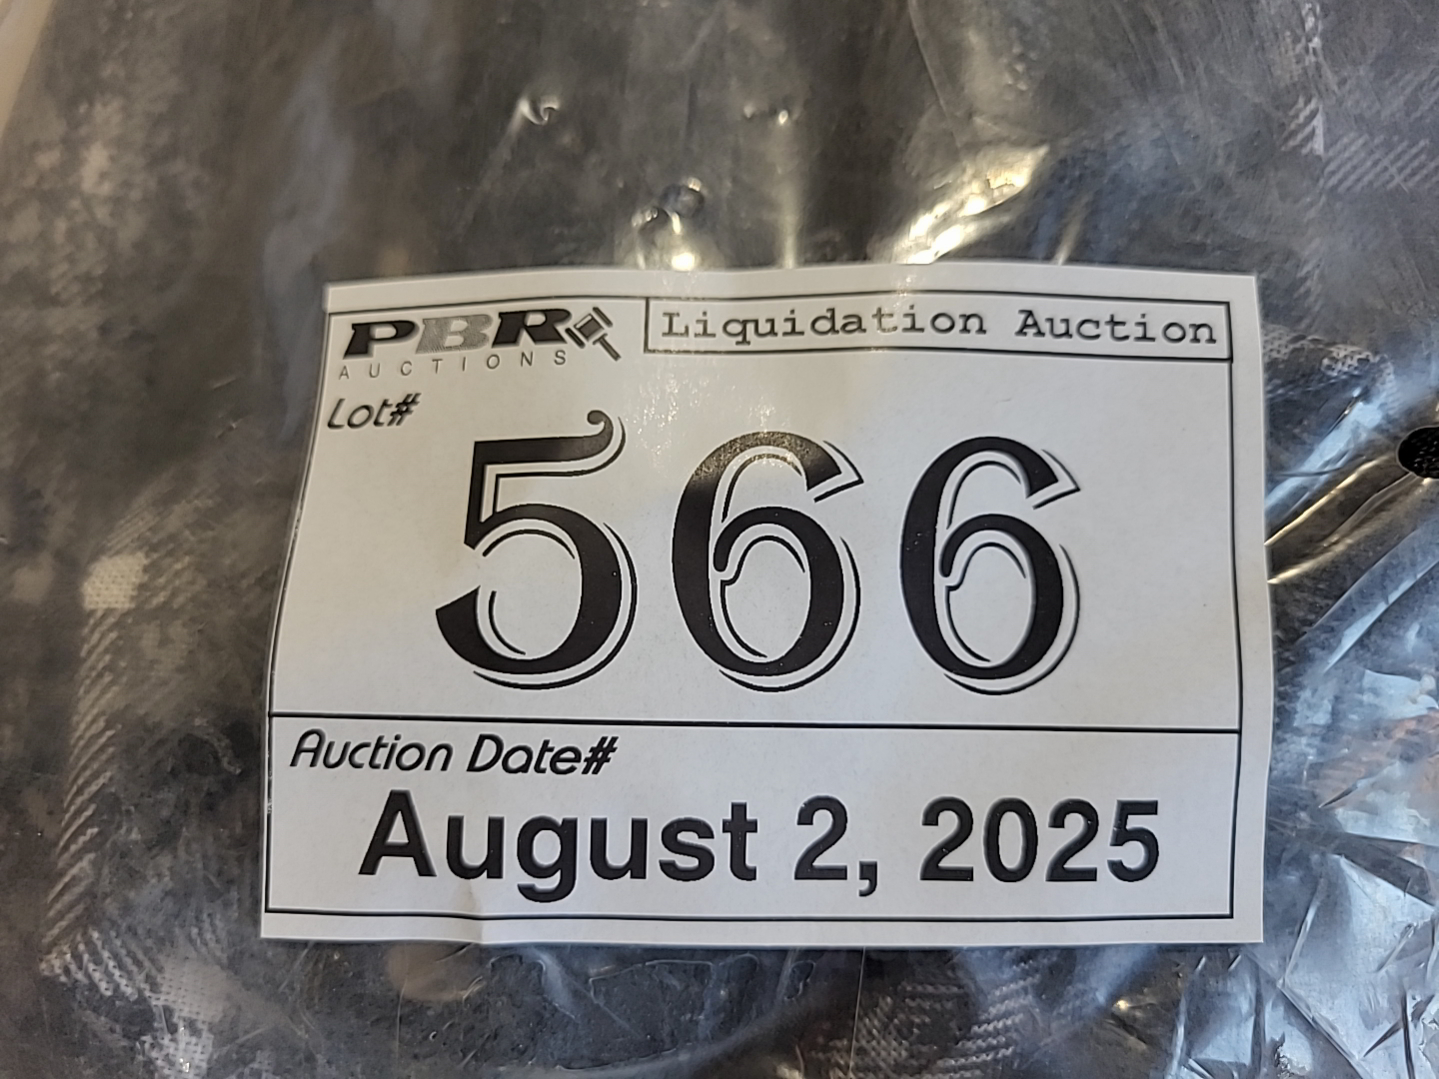 PBR
AUCTIONS
Liquidation Auction
Lot#
566
Auction Date#
August 2, 2025